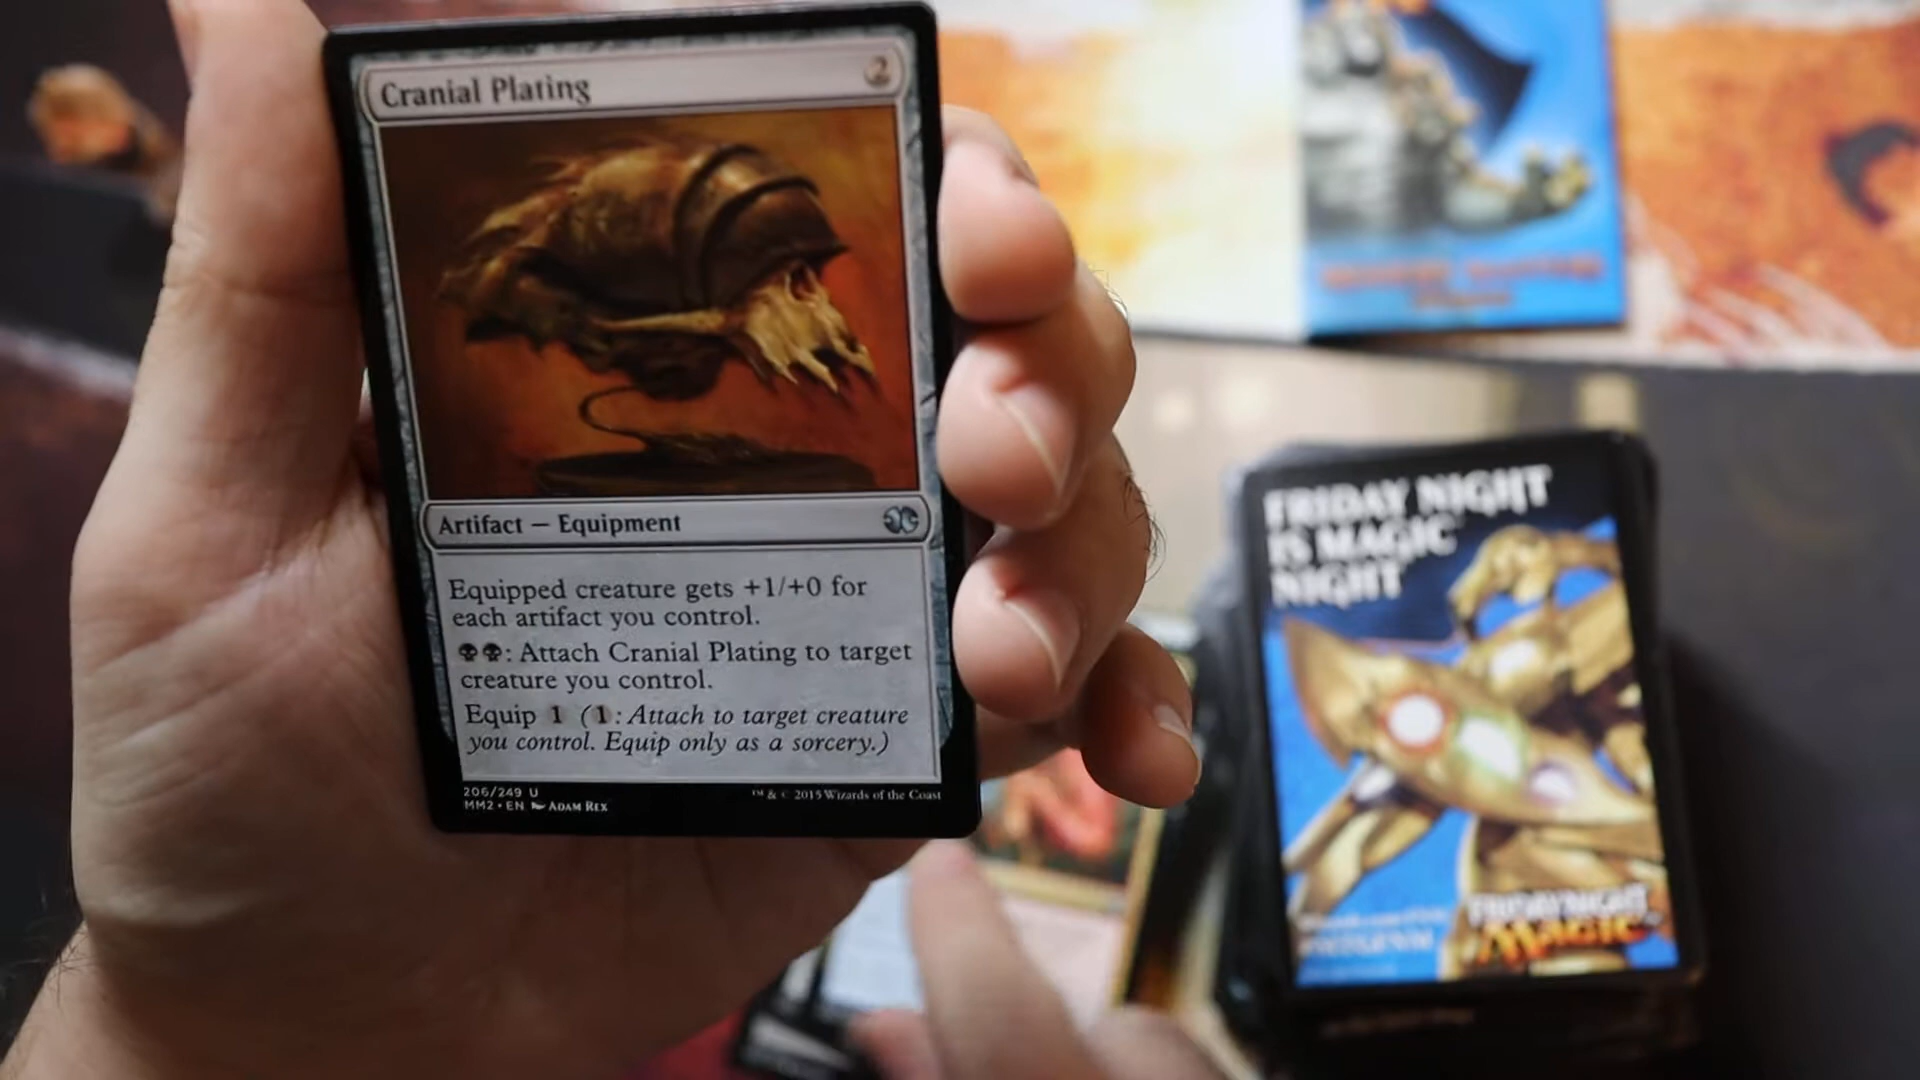 Cranial Plating
2
Artifact — Equipment
Equipped creature gets +1/+0 for
each artifact you control.
: Attach Cranial Plating to target
creature you control.
Equip 1 (1: Attach to target creature
you control. Equip only as a sorcery.)
206/249 U
MM2 • EN ADAM REX
™ & © 2015 Wizards of the Coast
FRIDAY NIGHT
IS MAGIC
NIGHT
FRIDAY NIGHT
MAGIC